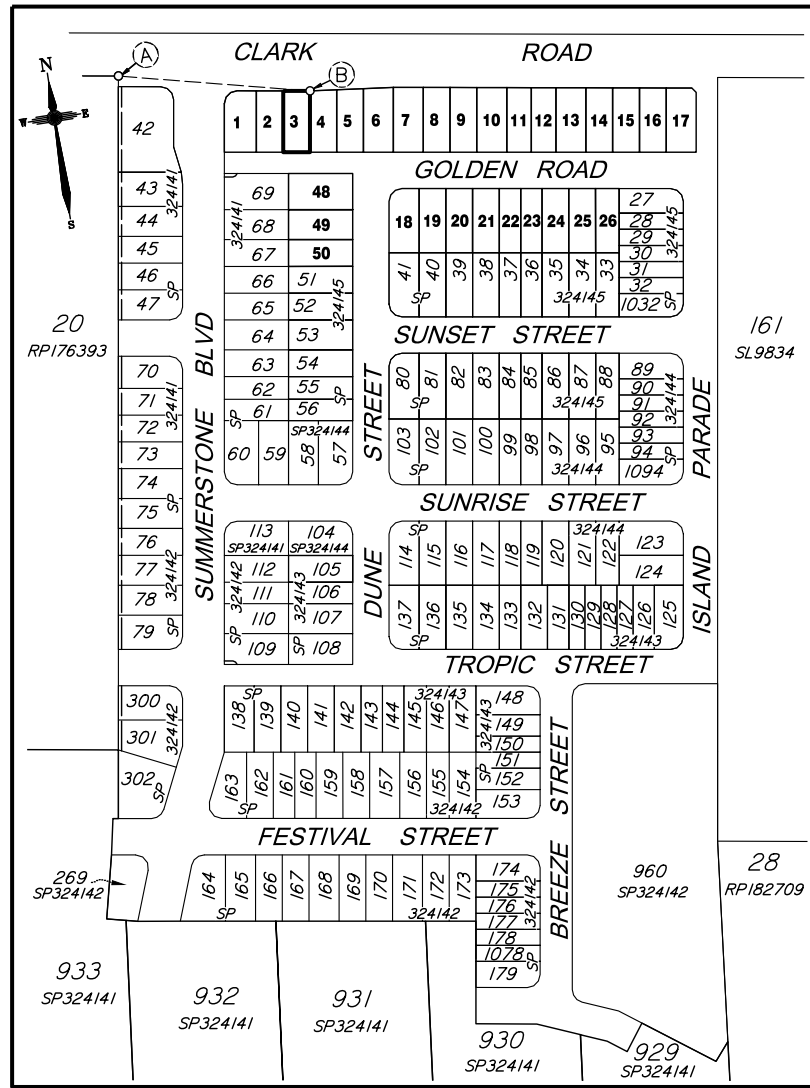 CLARK ROAD
A
B
N
W E
S
42
43
44
45
46
47
SP 324141
1 2 3 4 5 6 7 8 9 10 11 12 13 14 15 16 17
GOLDEN ROAD
69 48
68 49
67 50
66 51
65 52
64 53
63 54
62 55
61 56
60 59 58 57
324141
SP
SP 324145
SP324144
18 19 20 21 22 23 24 25 26
41 40 39 38 37 36 35 34 33
SP 324145
27
28
29
30
31
32
1032
SP 324145
20
RP176393
161
SL9834
SUNSET STREET
SUMMERSTONE BLVD
DUNE STREET
ISLAND PARADE
70
71
72
73
74
75
SP 324141
76
77
78
79
SP 324142
80 81 82 83 84 85 86 87 88
SP 324145
103 102 101 100 99 98 97 96 95
SP 324144
89
90
91
92
93
94
1094
SP 324144
SUNRISE STREET
113 104
SP324141 SP324144
112 105
111 106
110 107
109 108
SP 324142
SP 324143
114 115 116 117 118 119 120 121 122
SP 324144
123
124
137 136 135 134 133 132 131 130 129 128 127 126 125
SP 324143
TROPIC STREET
300
301
302
SP 324142
138 139 140 141 142 143 144 145 146 147
SP 324143
148
149
150
151
152
153
SP 324143
163 162 161 160 159 158 157 156 155 154
SP 324142
BREEZE STREET
FESTIVAL STREET
269
SP324142
164 165 166 167 168 169 170 171 172 173
SP 324142
174
175
176
177
178
1078
179
SP 324142
960
SP324142
28
RP182709
933
SP324141
932
SP324141
931
SP324141
930
SP324141
929
SP324141